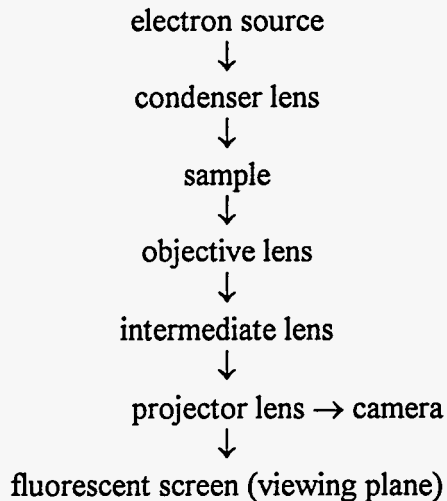 electron source
↓
condenser lens
↓
sample
↓
objective lens
↓
intermediate lens
↓
projector lens → camera
↓
fluorescent screen (viewing plane)